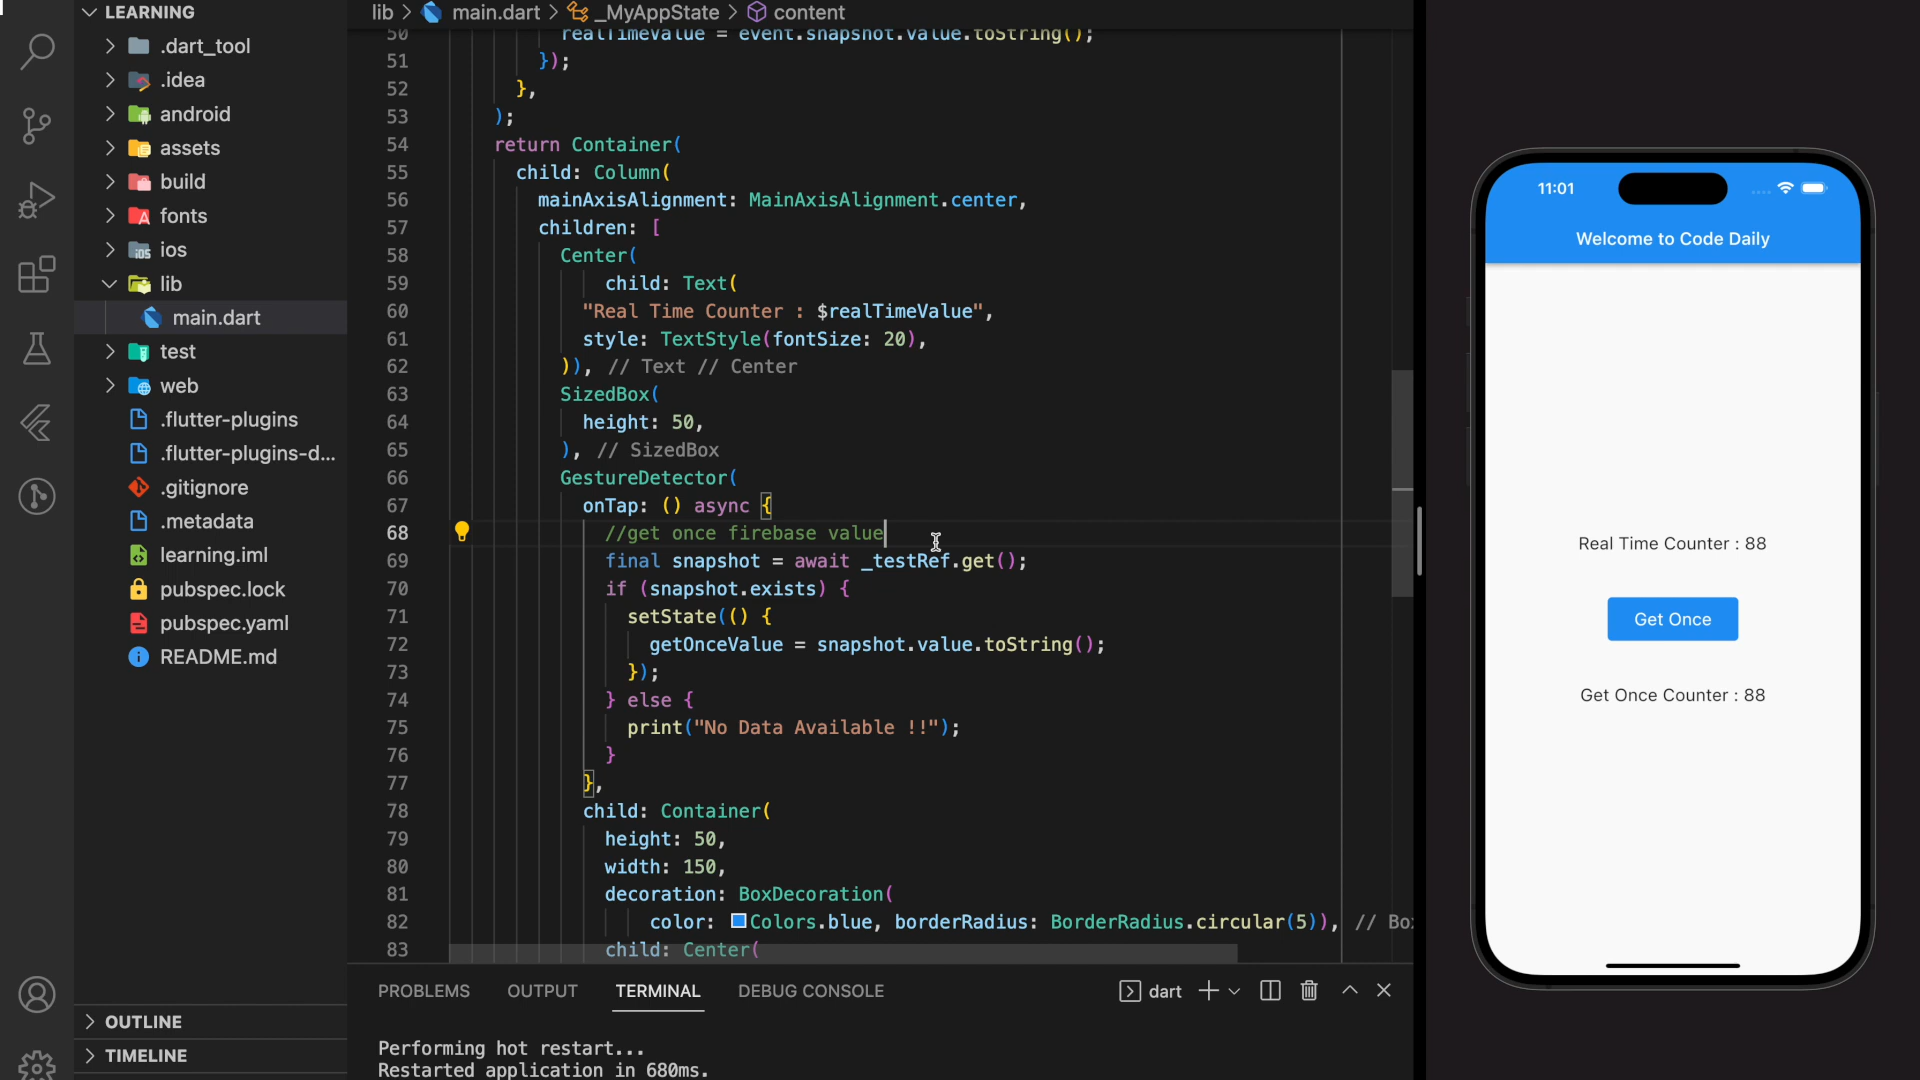 LEARNING
.dart_tool
.idea
android
assets
build
fonts
ios
lib
main.dart
test
web
.flutter-plugins
.flutter-plugins-d...
.gitignore
.metadata
learning.iml
pubspec.lock
pubspec.yaml
README.md
OUTLINE
TIMELINE
lib > main.dart > _MyAppState > content
50 realTimeValue = event.snapshot.value.toString();
51 });
52 },
53 );
54 return Container(
55 child: Column(
56 mainAxisAlignment: MainAxisAlignment.center,
57 children: [
58 Center(
59 child: Text(
60 "Real Time Counter : $realTimeValue",
61 style: TextStyle(fontSize: 20),
62 )), // Text // Center
63 SizedBox(
64 height: 50,
65 ), // SizedBox
66 GestureDetector(
67 onTap: () async {
68 //get once firebase value
69 final snapshot = await _testRef.get();
70 if (snapshot.exists) {
71 setState(() {
72 getOnceValue = snapshot.value.toString();
73 });
74 } else {
75 print("No Data Available !!");
76 }
77 },
78 child: Container(
79 height: 50,
80 width: 150,
81 decoration: BoxDecoration(
82 color: Colors.blue, borderRadius: BorderRadius.circular(5)), // Bo
83 child: Center(
PROBLEMS OUTPUT TERMINAL DEBUG CONSOLE dart
Performing hot restart...
Restarted application in 680ms.
11:01
Welcome to Code Daily
Real Time Counter : 88
Get Once
Get Once Counter : 88